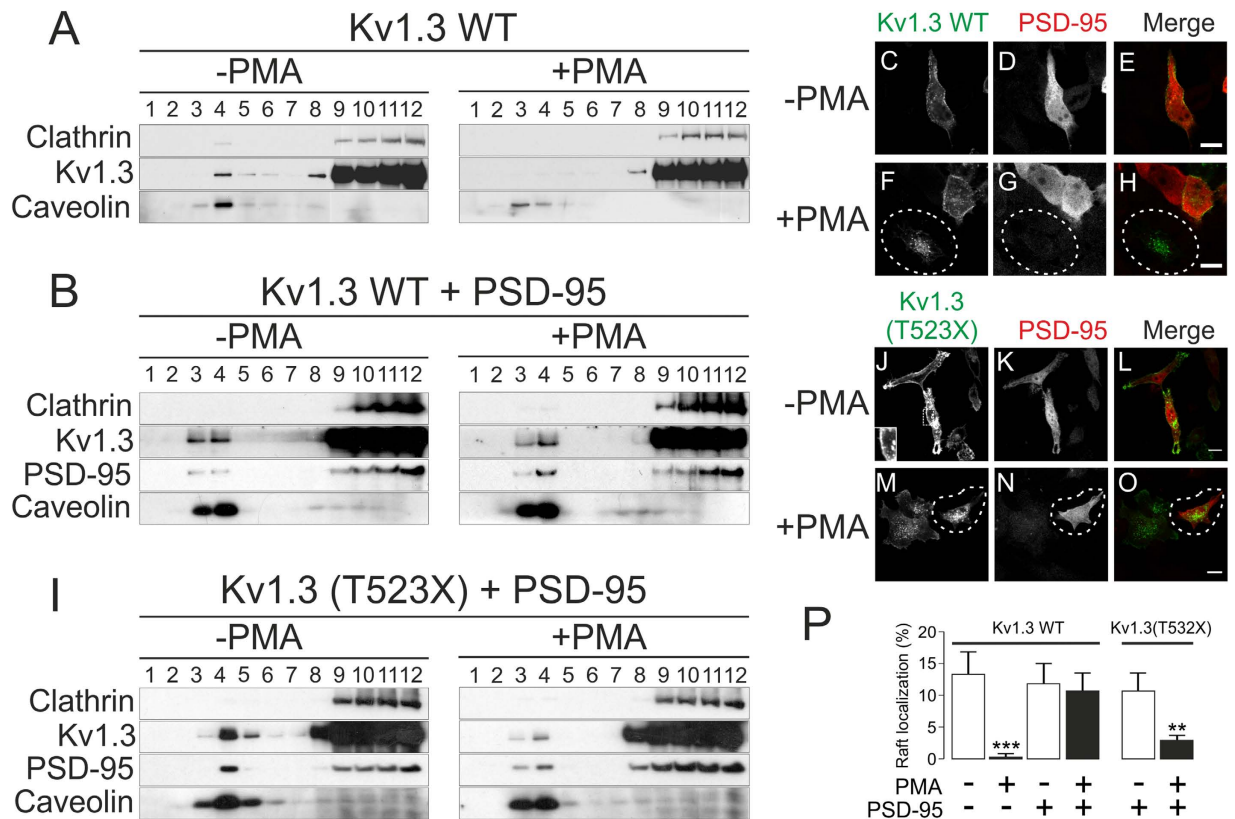 A
Kv1.3 WT
-PMA +PMA
1 2 3 4 5 6 7 8 9 10 11 12 1 2 3 4 5 6 7 8 9 10 11 12
Clathrin
Kv1.3
Caveolin
B
Kv1.3 WT + PSD-95
-PMA +PMA
1 2 3 4 5 6 7 8 9 10 11 12 1 2 3 4 5 6 7 8 9 10 11 12
Clathrin
Kv1.3
PSD-95
Caveolin
I
Kv1.3 (T523X) + PSD-95
-PMA +PMA
1 2 3 4 5 6 7 8 9 10 11 12 1 2 3 4 5 6 7 8 9 10 11 12
Clathrin
Kv1.3
PSD-95
Caveolin
Kv1.3 WT PSD-95 Merge
-PMA
C D E
+PMA
F G H
Kv1.3
(T523X) PSD-95 Merge
-PMA
J K L
+PMA
M N O
P
Kv1.3 WT Kv1.3(T532X)
Raft localization (%)
20
15
10
5
0
*** **
PMA - + - + - +
PSD-95 - - + + + +